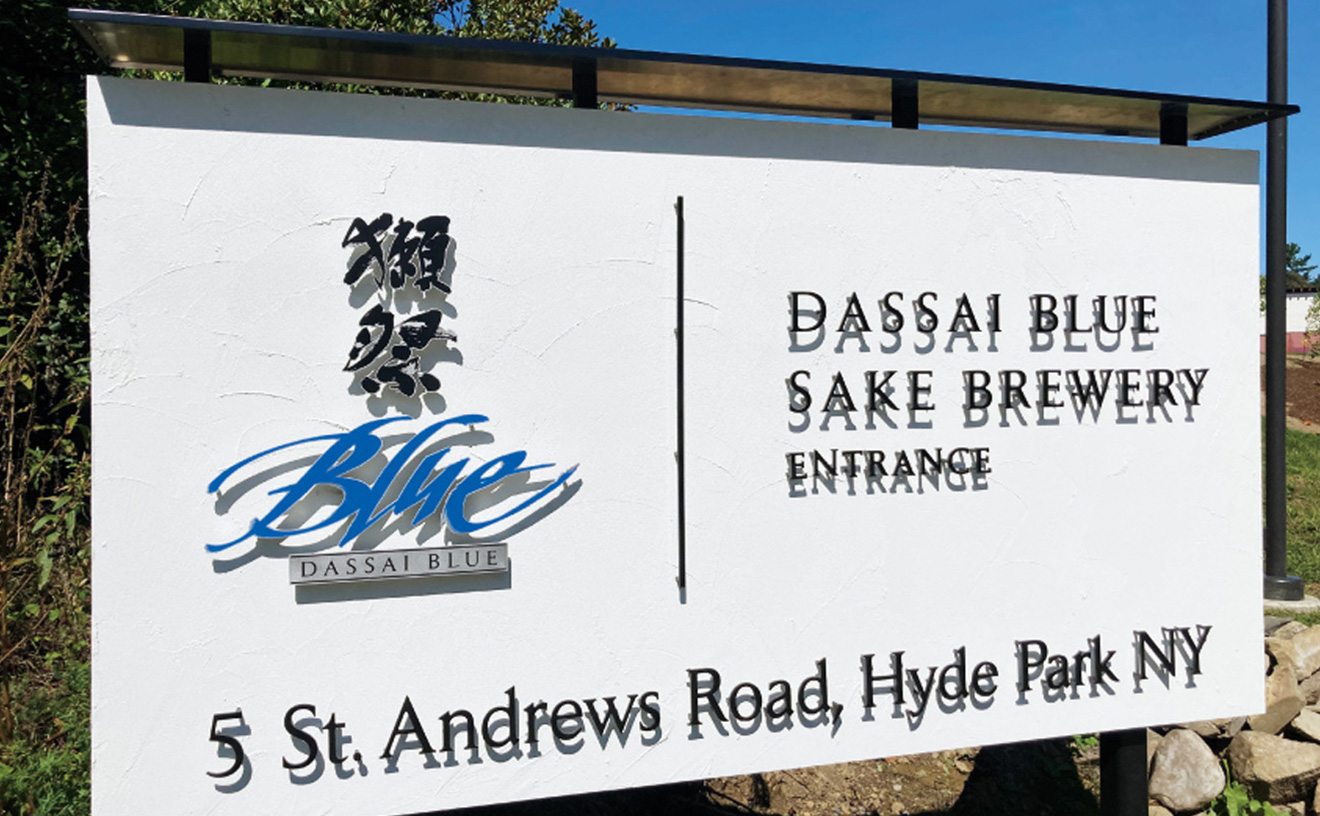 獺祭
Blue
DASSAI BLUE
DASSAI BLUE
SAKE BREWERY
ENTRANCE
5 St. Andrews Road, Hyde Park NY